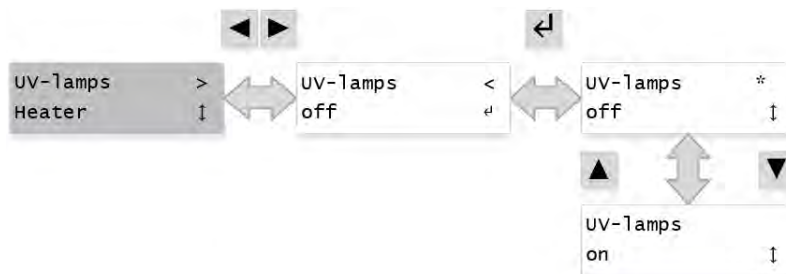 ◀ ▶ ↵
UV-lamps >
Heater ↕
UV-lamps <
off ↵
UV-lamps *
off ↕
▲ ▼
UV-lamps
on ↕